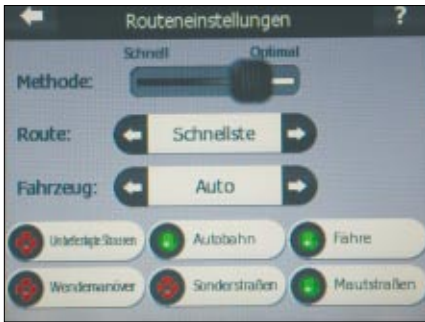 Routeneinstellungen ?
Schnell Optimal
Methode:
Route: Schnellste
Fahrzeug: Auto
Unbefestigte Strassen Autobahn Fähre
Wendemanöver Sonderstraßen Mautstraßen